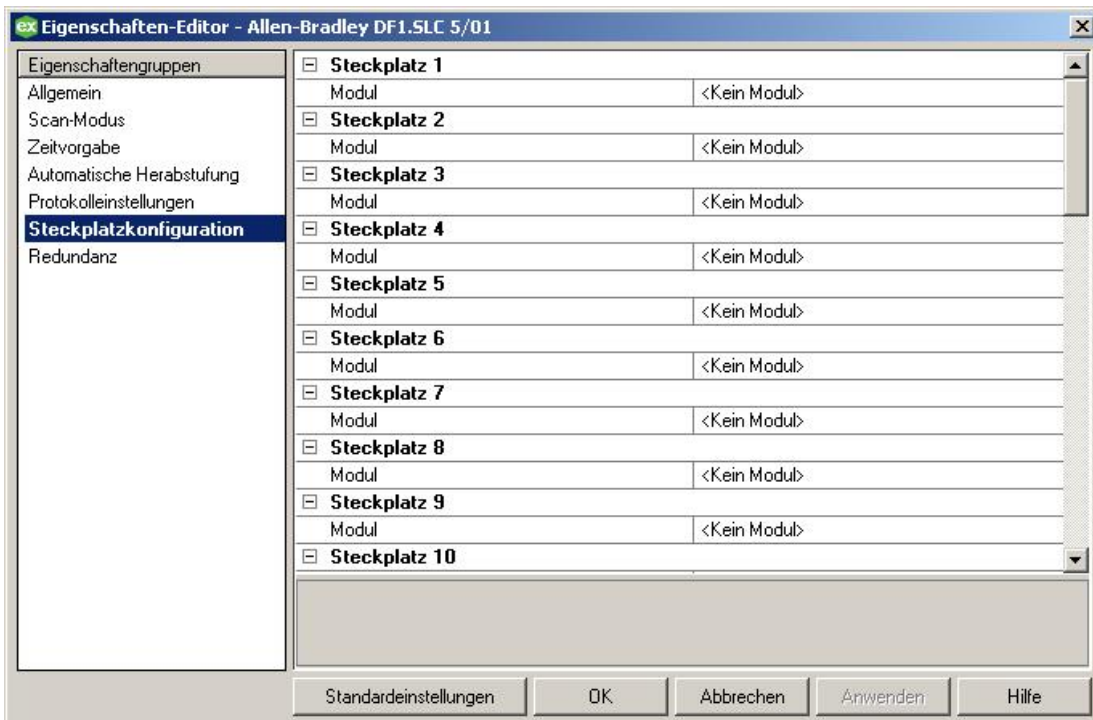 ex Eigenschaften-Editor - Allen-Bradley DF1.SLC 5/01
Eigenschaftengruppen
Allgemein
Scan-Modus
Zeitvorgabe
Automatische Herabstufung
Protokolleinstellungen
Steckplatzkonfiguration
Redundanz
Steckplatz 1
Modul <Kein Modul>
Steckplatz 2
Modul <Kein Modul>
Steckplatz 3
Modul <Kein Modul>
Steckplatz 4
Modul <Kein Modul>
Steckplatz 5
Modul <Kein Modul>
Steckplatz 6
Modul <Kein Modul>
Steckplatz 7
Modul <Kein Modul>
Steckplatz 8
Modul <Kein Modul>
Steckplatz 9
Modul <Kein Modul>
Steckplatz 10
Standardeinstellungen OK Abbrechen Anwenden Hilfe